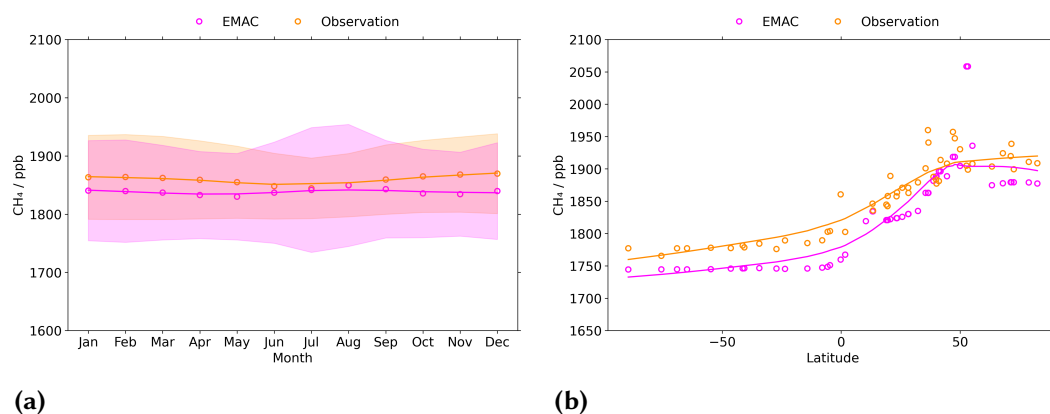 EMAC Observation
2100
2000
1900
1800
1700
1600
CH₄ / ppb
Jan Feb Mar Apr May Jun Jul Aug Sep Oct Nov Dec
Month
(a)
EMAC Observation
2100
2050
2000
1950
1900
1850
1800
1750
1700
1650
CH₄ / ppb
−50 0 50
Latitude
(b)